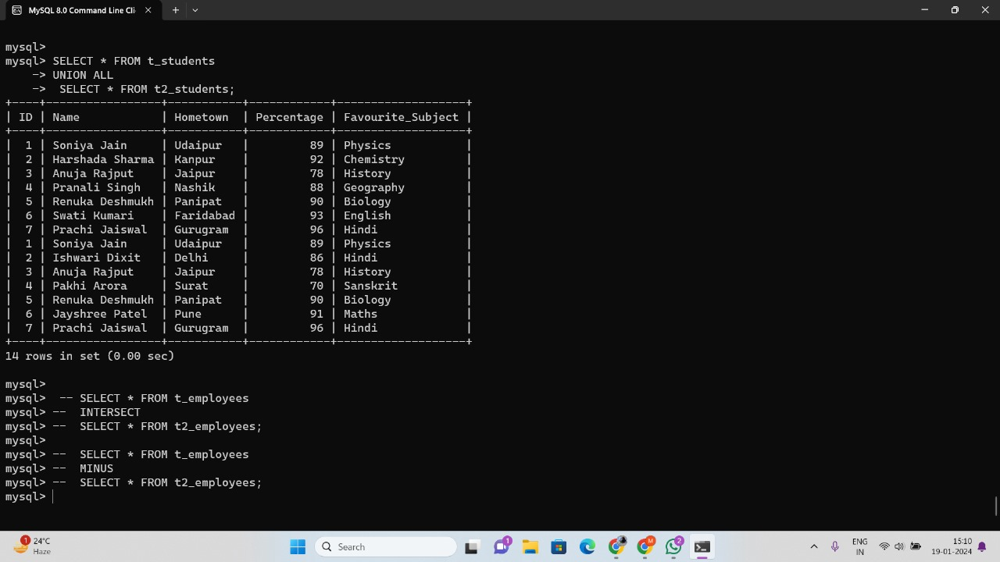 MySQL 8.0 Command Line Cli
mysql>
mysql> SELECT * FROM t_students
    -> UNION ALL
    ->  SELECT * FROM t2_students;
+----+-----------------+-----------+------------+-------------------+
| ID | Name            | Hometown  | Percentage | Favourite_Subject |
+----+-----------------+-----------+------------+-------------------+
|  1 | Soniya Jain     | Udaipur   |         89 | Physics           |
|  2 | Harshada Sharma | Kanpur    |         92 | Chemistry         |
|  3 | Anuja Rajput    | Jaipur    |         78 | History           |
|  4 | Pranali Singh   | Nashik    |         88 | Geography         |
|  5 | Renuka Deshmukh | Panipat   |         90 | Biology           |
|  6 | Swati Kumari    | Faridabad |         93 | English           |
|  7 | Prachi Jaiswal  | Gurugram  |         96 | Hindi             |
|  1 | Soniya Jain     | Udaipur   |         89 | Physics           |
|  2 | Ishwari Dixit   | Delhi     |         86 | Hindi             |
|  3 | Anuja Rajput    | Jaipur    |         78 | History           |
|  4 | Pakhi Arora     | Surat     |         70 | Sanskrit          |
|  5 | Renuka Deshmukh | Panipat   |         90 | Biology           |
|  6 | Jayshree Patel  | Pune      |         91 | Maths             |
|  7 | Prachi Jaiswal  | Gurugram  |         96 | Hindi             |
+----+-----------------+-----------+------------+-------------------+
14 rows in set (0.00 sec)
mysql>
mysql>  -- SELECT * FROM t_employees
mysql> --  INTERSECT
mysql> --  SELECT * FROM t2_employees;
mysql>
mysql> --  SELECT * FROM t_employees
mysql> --  MINUS
mysql> --  SELECT * FROM t2_employees;
mysql>
1
24°C
Haze
Search
1
M
2
ENG
IN
15:10
19-01-2024